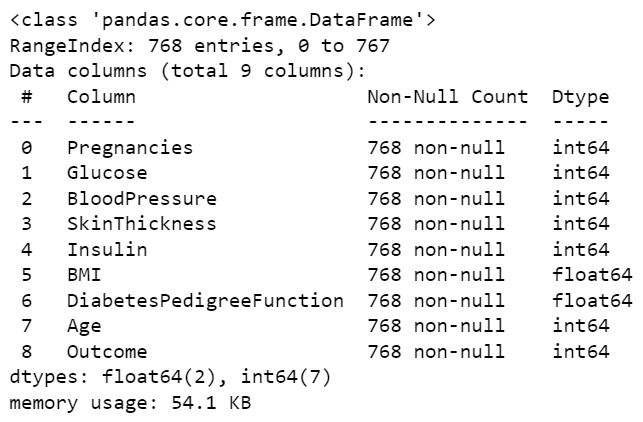 <class 'pandas.core.frame.DataFrame'>
RangeIndex: 768 entries, 0 to 767
Data columns (total 9 columns):
 #   Column                    Non-Null Count  Dtype
---  ------                    --------------  -----
 0   Pregnancies               768 non-null    int64
 1   Glucose                   768 non-null    int64
 2   BloodPressure             768 non-null    int64
 3   SkinThickness             768 non-null    int64
 4   Insulin                   768 non-null    int64
 5   BMI                       768 non-null    float64
 6   DiabetesPedigreeFunction  768 non-null    float64
 7   Age                       768 non-null    int64
 8   Outcome                   768 non-null    int64
dtypes: float64(2), int64(7)
memory usage: 54.1 KB